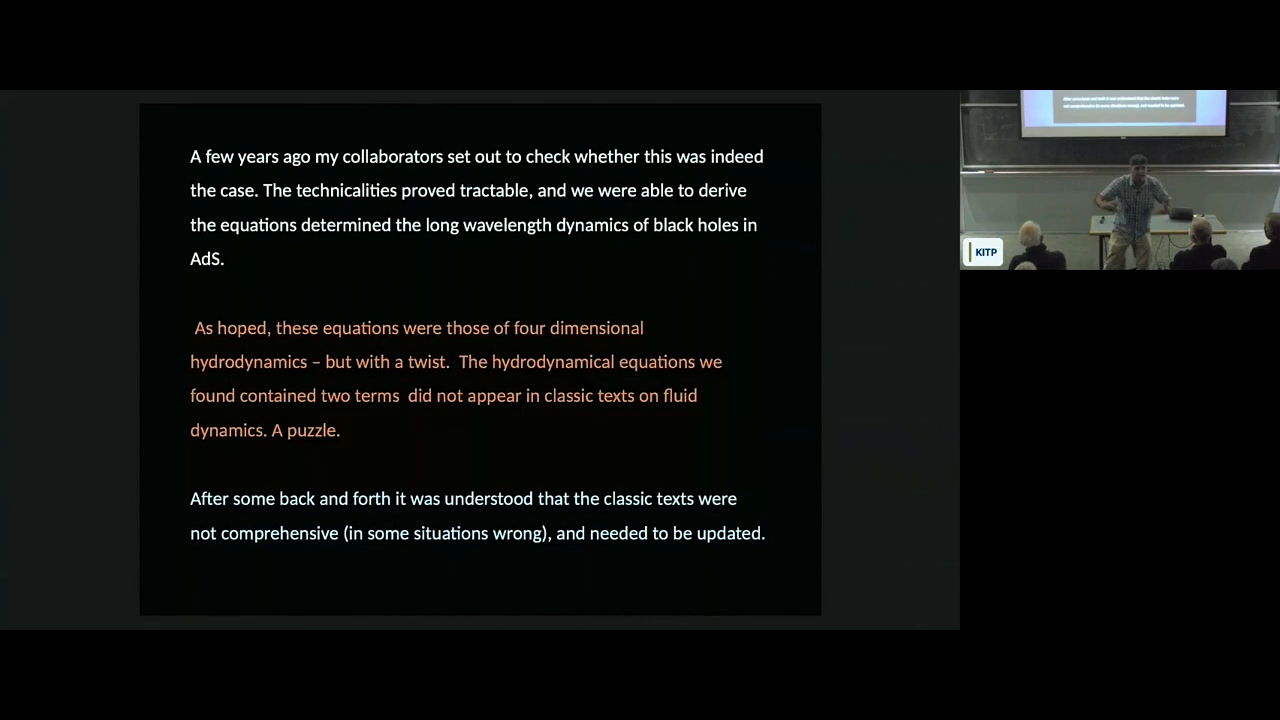 A few years ago my collaborators set out to check whether this was indeed
the case. The technicalities proved tractable, and we were able to derive
the equations determined the long wavelength dynamics of black holes in
AdS.
As hoped, these equations were those of four dimensional
hydrodynamics – but with a twist.  The hydrodynamical equations we
found contained two terms  did not appear in classic texts on fluid
dynamics. A puzzle.
After some back and forth it was understood that the classic texts were
not comprehensive (in some situations wrong), and needed to be updated.
KITP